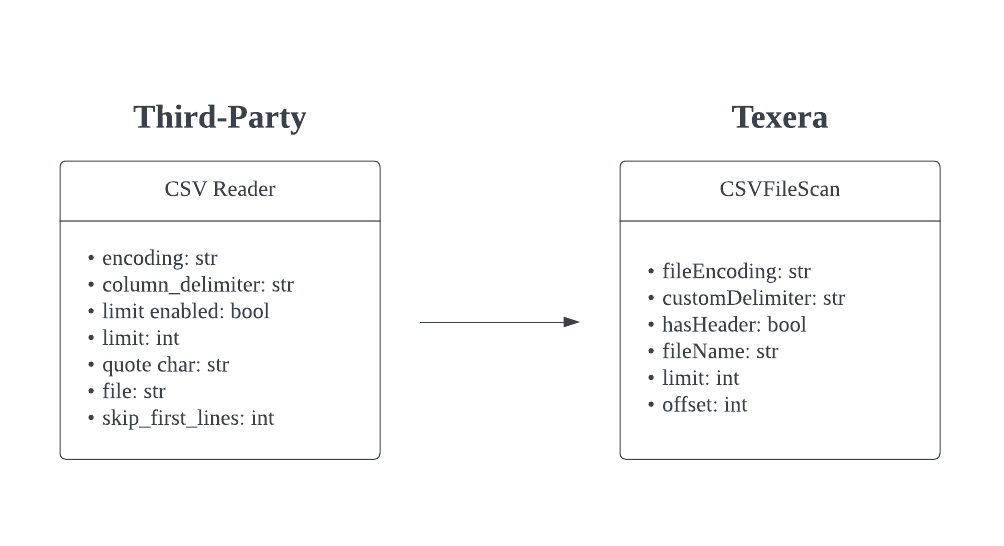 Third-Party
CSV Reader
• encoding: str
• column_delimiter: str
• limit enabled: bool
• limit: int
• quote char: str
• file: str
• skip_first_lines: int
Texera
CSVFileScan
• fileEncoding: str
• customDelimiter: str
• hasHeader: bool
• fileName: str
• limit: int
• offset: int